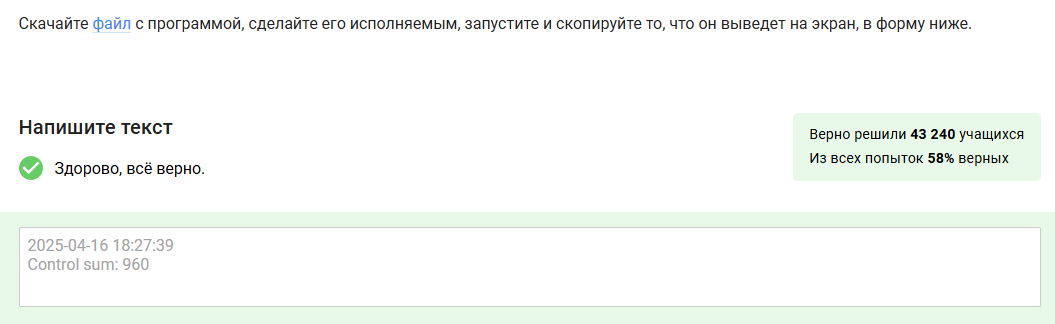 Скачайте файл с программой, сделайте его исполняемым, запустите и скопируйте то, что он выведет на экран, в форму ниже.
Напишите текст
Верно решили 43 240 учащихся
Из всех попыток 58% верных
Здорово, всё верно.
2025-04-16 18:27:39
Control sum: 960